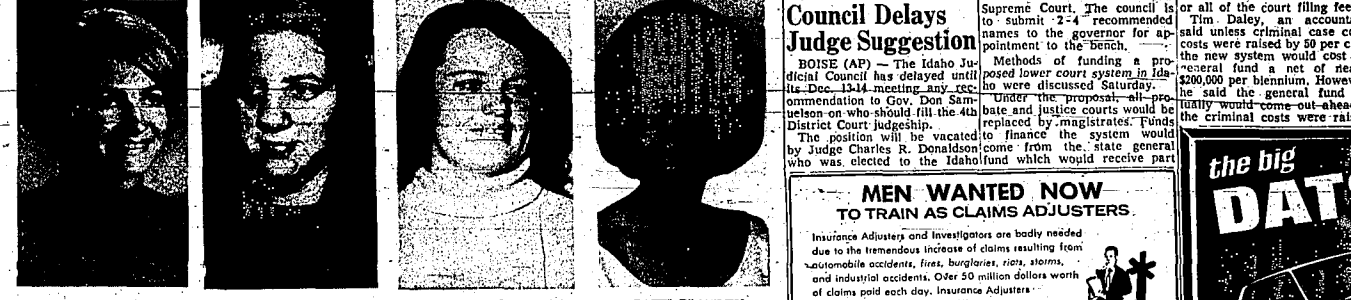 Council Delays
Judge Suggestion
BOISE (AP) — The Idaho Ju-
dicial Council has delayed until
its Dec. 13-14 meeting any rec-
ommendation to Gov. Don Sam-
uelson on who should fill the 4th
District Court judgeship.
The position will be vacated
by Judge Charles R. Donaldson
who was elected to the Idaho
Supreme Court. The council is
to submit 2-4 recommended
names to the governor for ap-
pointment to the bench.
Methods of funding a pro-
posed lower court system in Ida-
ho were discussed Saturday.
Under the proposal, all pro-
bate and justice courts would be
replaced by magistrates. Funds
to finance the system would
come from the state general
fund which would receive part
or all of the court filing fee
Tim Daley, an account
said unless criminal case co
costs were raised by 50 per c
the new system would cost
general fund a net of nea
$200,000 per biennium. Howev
he said the general fund
tually would come out ahea
the criminal costs were rais
MEN WANTED NOW
TO TRAIN AS CLAIMS ADJUSTERS
Insurance Adjusters and Investigators are badly needed
due to the tremendous increase of claims resulting from
automobile accidents, fires, burglaries, riots, storms,
and industrial accidents. Over 50 million dollars worth
of claims paid each day. Insurance Adjusters
the big
DATS